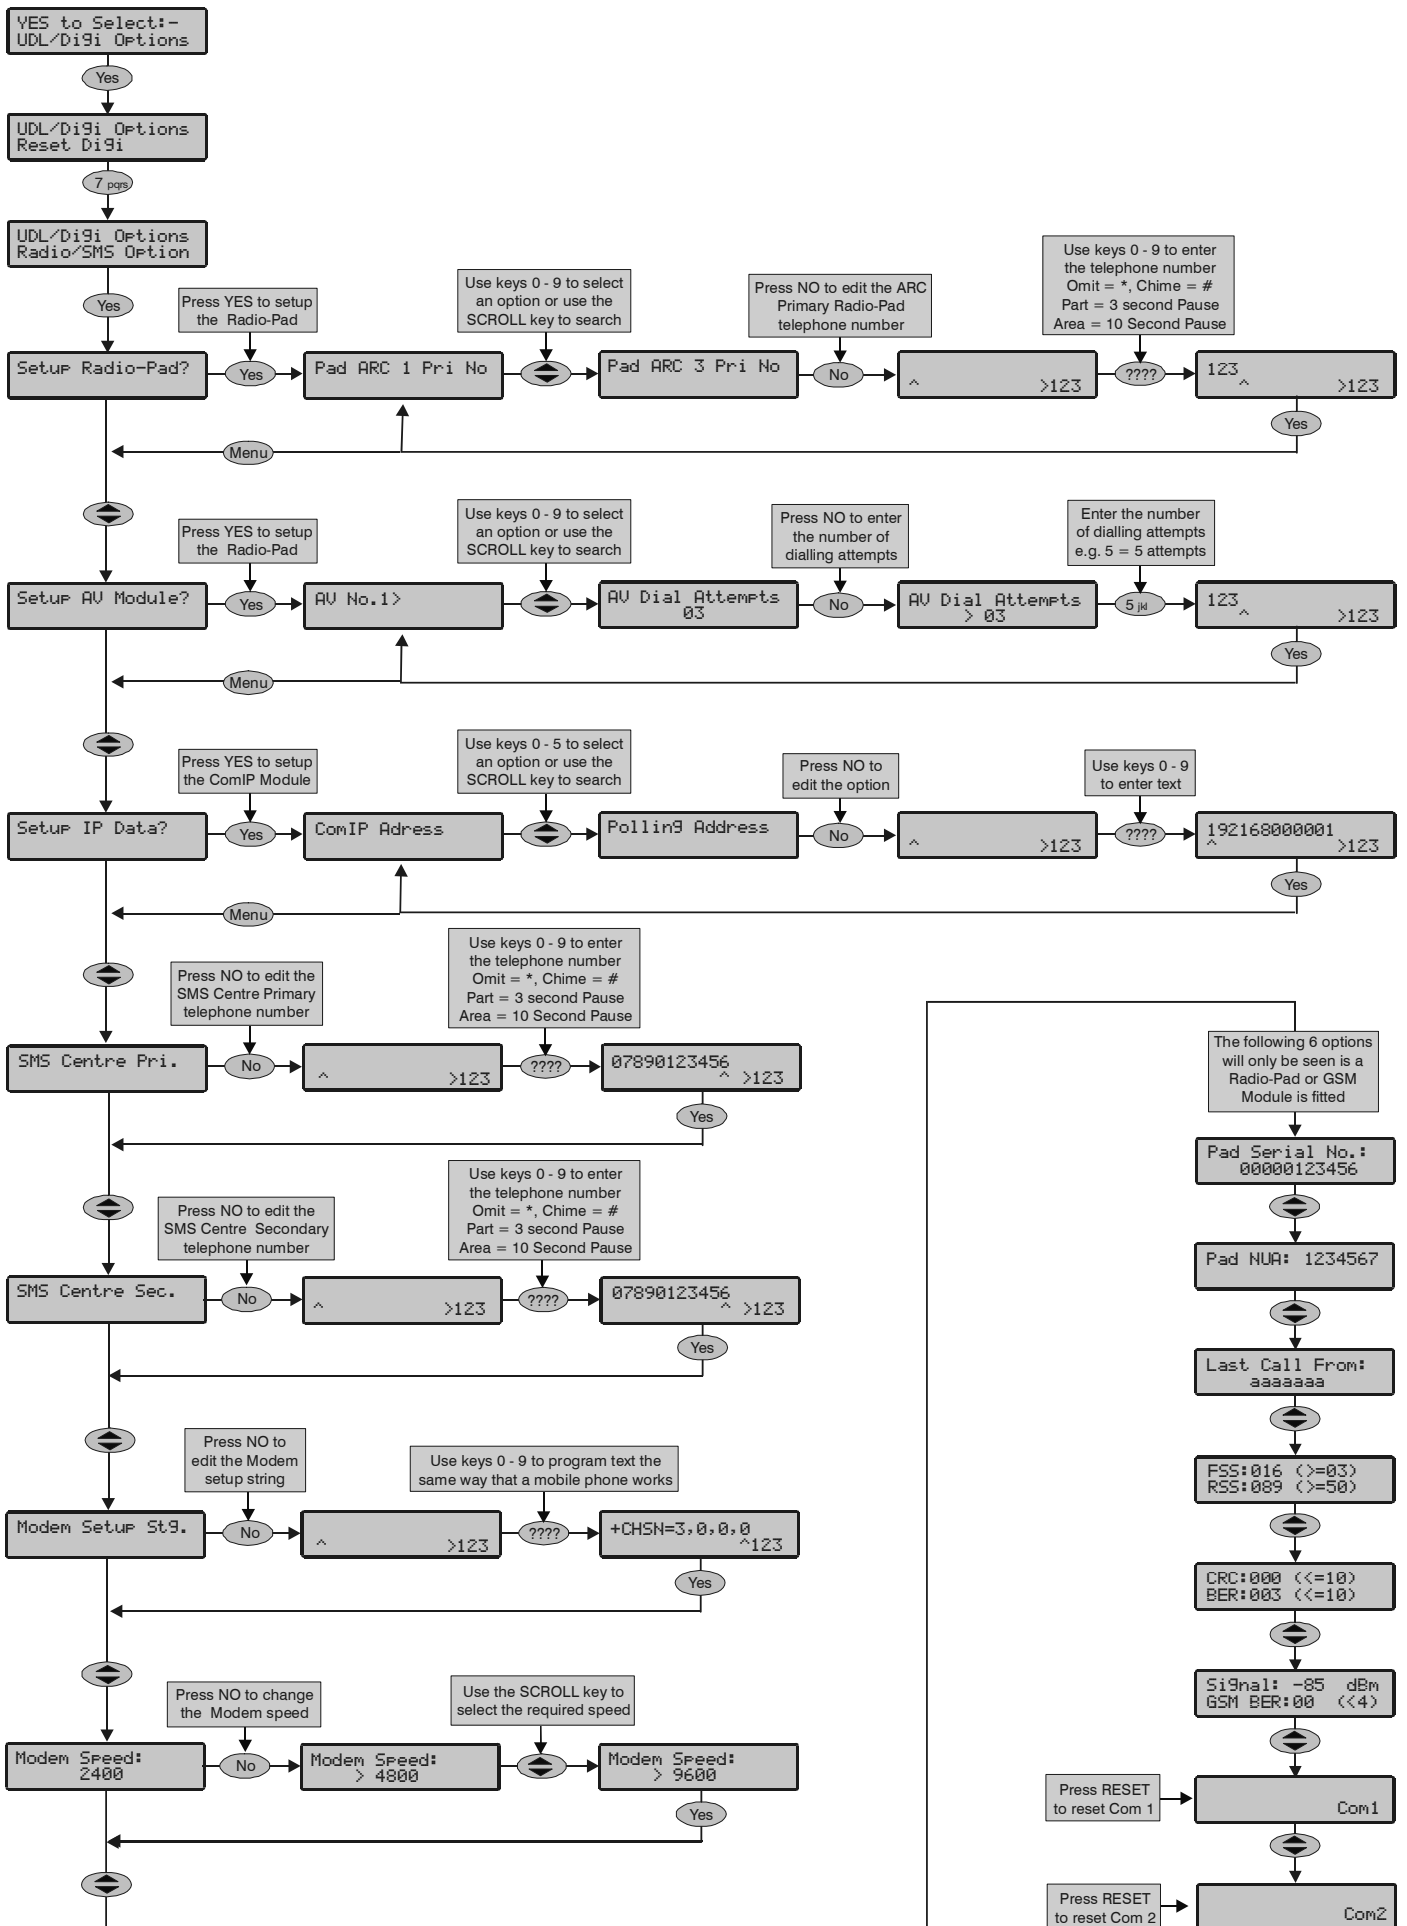 YES to Select:-
UDL/Digi Options
Yes
UDL/Digi Options
Reset Digi
7 pqrs
UDL/Digi Options
Radio/SMS Option
Yes
Press YES to setup
the Radio-Pad
Use keys 0 - 9 to select
an option or use the
SCROLL key to search
Press NO to edit the ARC
Primary Radio-Pad
telephone number
Use keys 0 - 9 to enter
the telephone number
Omit = *, Chime = #
Part = 3 second Pause
Area = 10 Second Pause
Setup Radio-Pad?
Yes
Pad ARC 1 Pri No
Pad ARC 3 Pri No
No
^ >123
????
123
^ >123
Yes
Menu
Press YES to setup
the Radio-Pad
Use keys 0 - 9 to select
an option or use the
SCROLL key to search
Press NO to enter
the number of
dialling attempts
Enter the number
of dialling attempts
e.g. 5 = 5 attempts
Setup AV Module?
Yes
AV No.1>
AV Dial Attempts
03
No
AV Dial Attempts
> 03
5 jkl
123
^ >123
Yes
Menu
Press YES to setup
the ComIP Module
Use keys 0 - 5 to select
an option or use the
SCROLL key to search
Press NO to
edit the option
Use keys 0 - 9
to enter text
Setup IP Data?
Yes
ComIP Adress
Polling Address
No
^ >123
????
192168000001
^ >123
Yes
Menu
Press NO to edit the
SMS Centre Primary
telephone number
Use keys 0 - 9 to enter
the telephone number
Omit = *, Chime = #
Part = 3 second Pause
Area = 10 Second Pause
SMS Centre Pri.
No
^ >123
????
07890123456
^ >123
Yes
Press NO to edit the
SMS Centre Secondary
telephone number
Use keys 0 - 9 to enter
the telephone number
Omit = *, Chime = #
Part = 3 second Pause
Area = 10 Second Pause
SMS Centre Sec.
No
^ >123
????
07890123456
^ >123
Yes
Press NO to
edit the Modem
setup string
Use keys 0 - 9 to program text the
same way that a mobile phone works
Modem Setup Stg.
No
^ >123
????
+CHSN=3,0,0,0
^123
Yes
Press NO to change
the Modem speed
Use the SCROLL key to
select the required speed
Modem Speed:
2400
No
Modem Speed:
> 4800
Modem Speed:
> 9600
Yes
The following 6 options
will only be seen is a
Radio-Pad or GSM
Module is fitted
Pad Serial No.:
00000123456
Pad NUA: 1234567
Last Call From:
aaaaaaa
FSS:016 (>=03)
RSS:089 (>=50)
CRC:000 (<=10)
BER:003 (<=10)
Signal: -85 dBm
GSM BER:00 (<4)
Press RESET
to reset Com 1
Com1
Press RESET
to reset Com 2
Com2